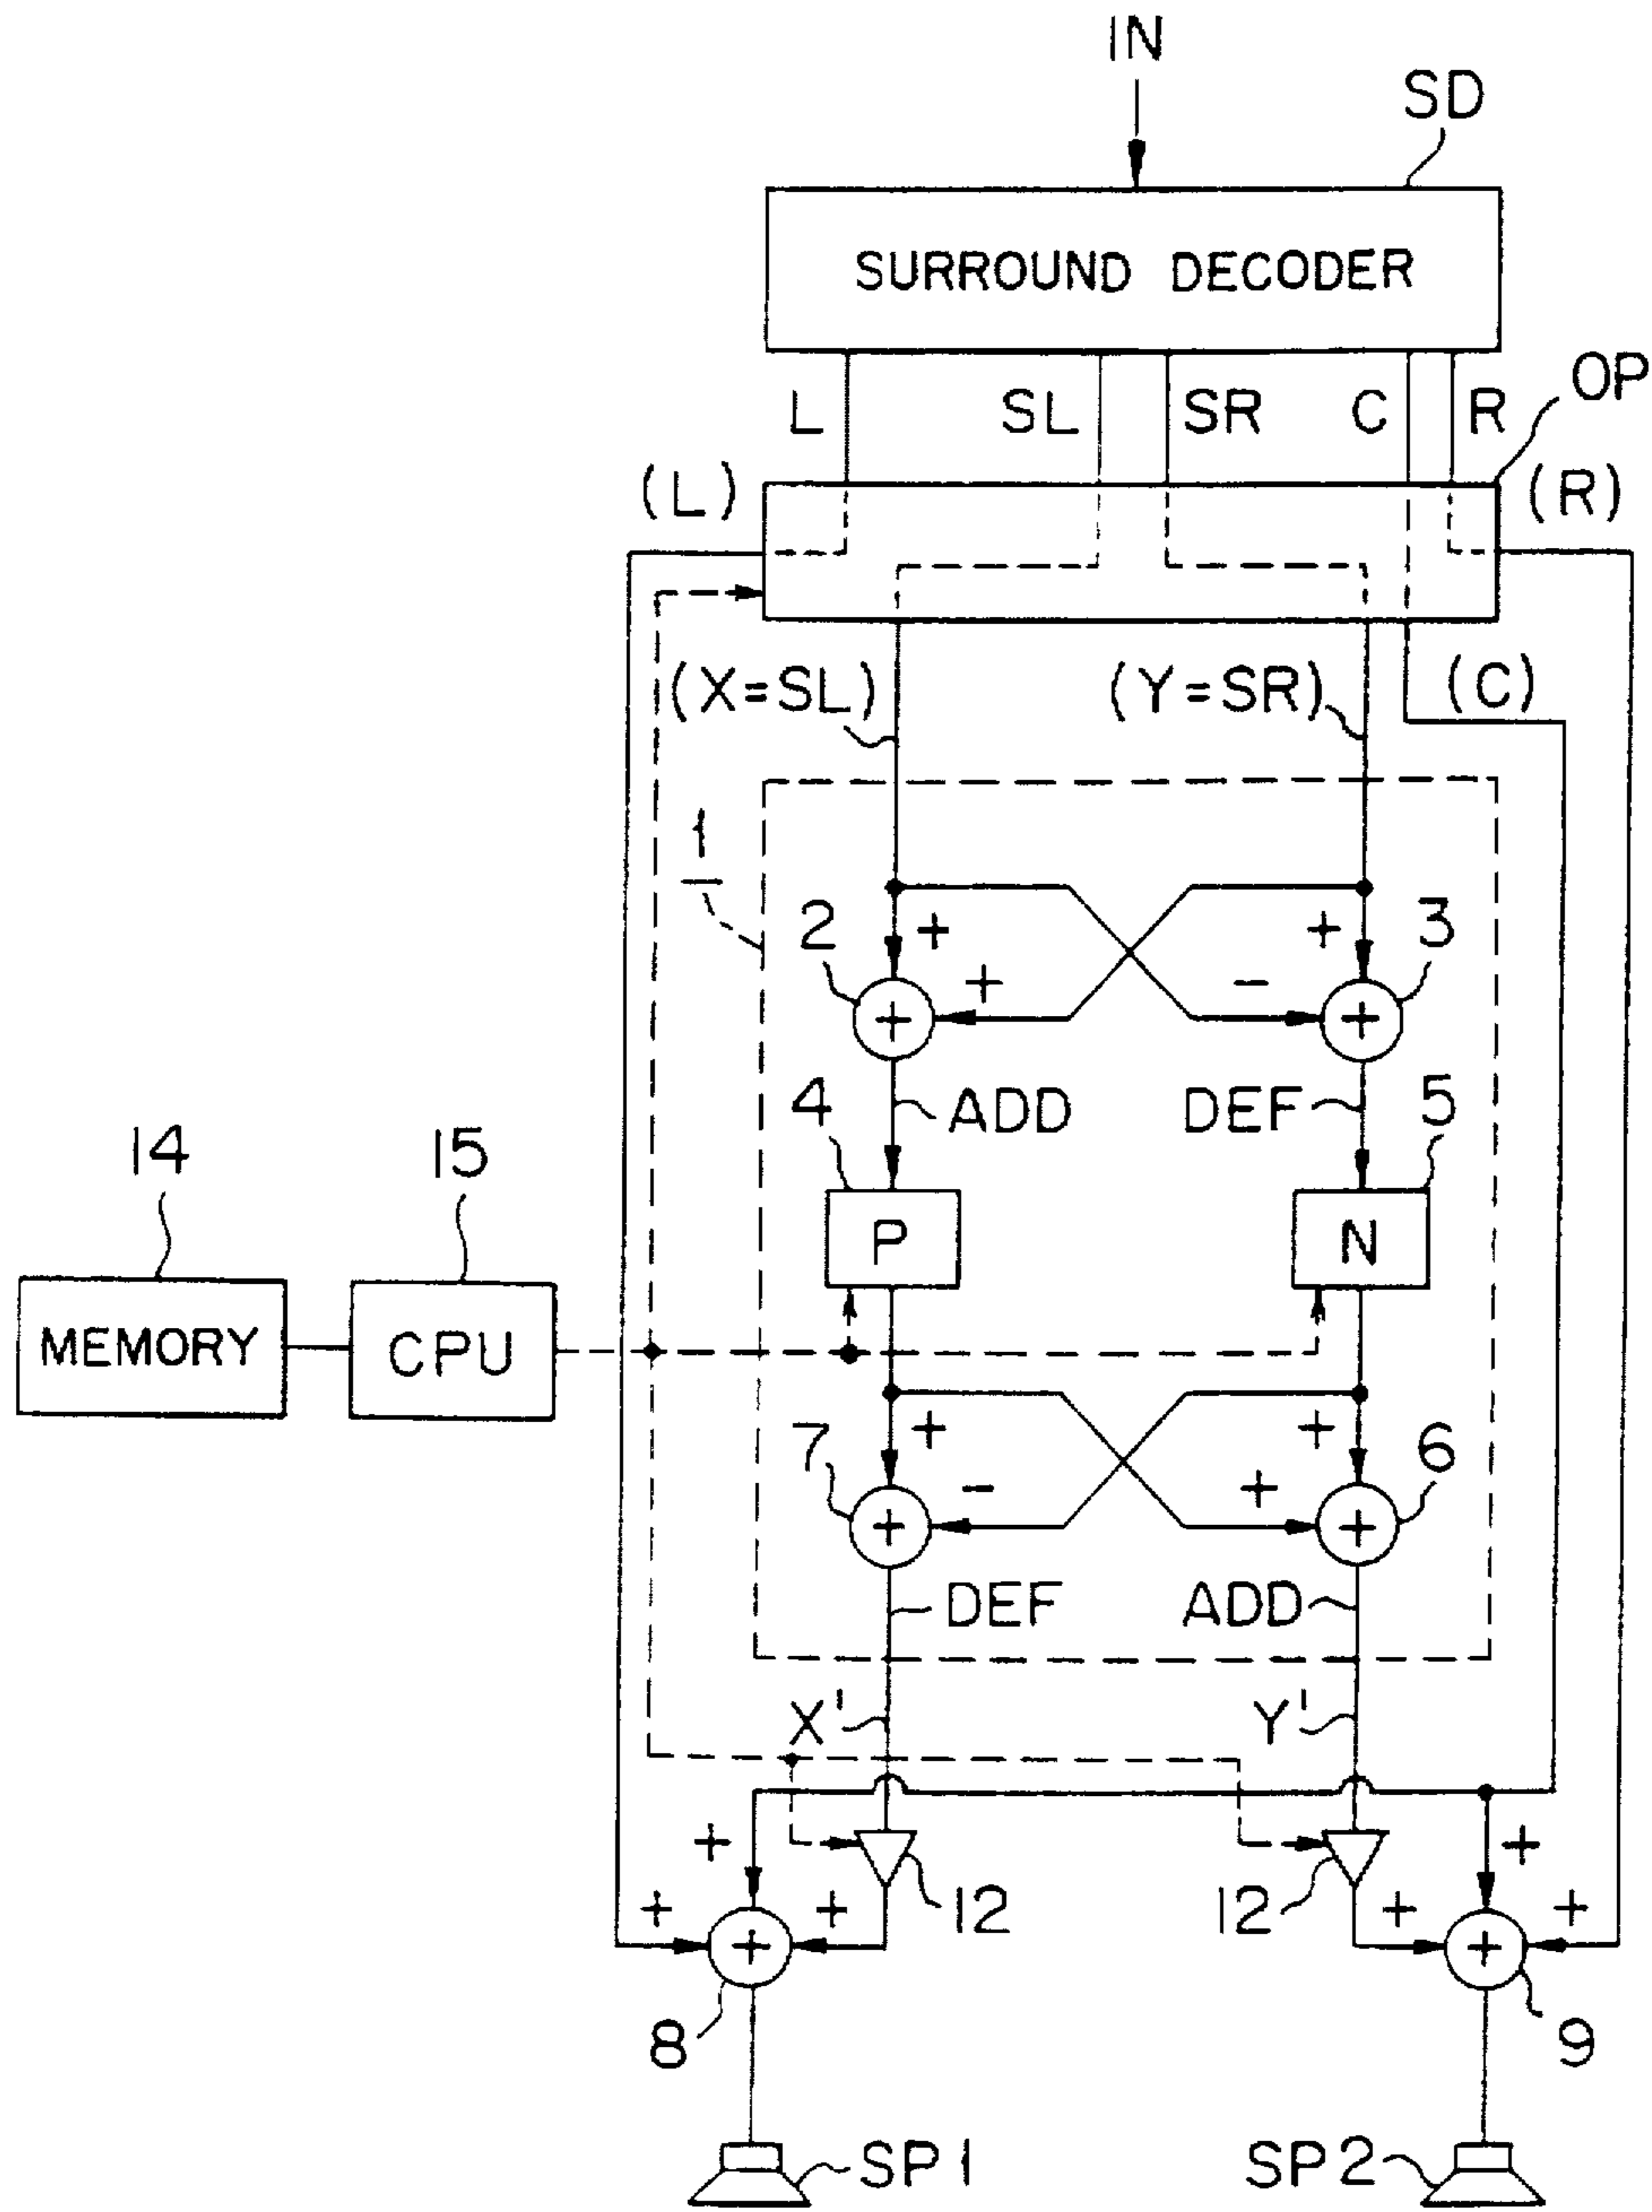 IN
SD
SURROUND DECODER
L SL SR C R OP
(L) (R)
(X=SL) (Y=SR) (C)
1
2 + + 3
+ -
+ +
4 ADD DEF 5
14 15
P N
MEMORY CPU
7 + + 6
- +
+ +
DEF ADD
X' Y'
+ +
+ + 12 12 + +
+ +
8 9
SP1 SP2